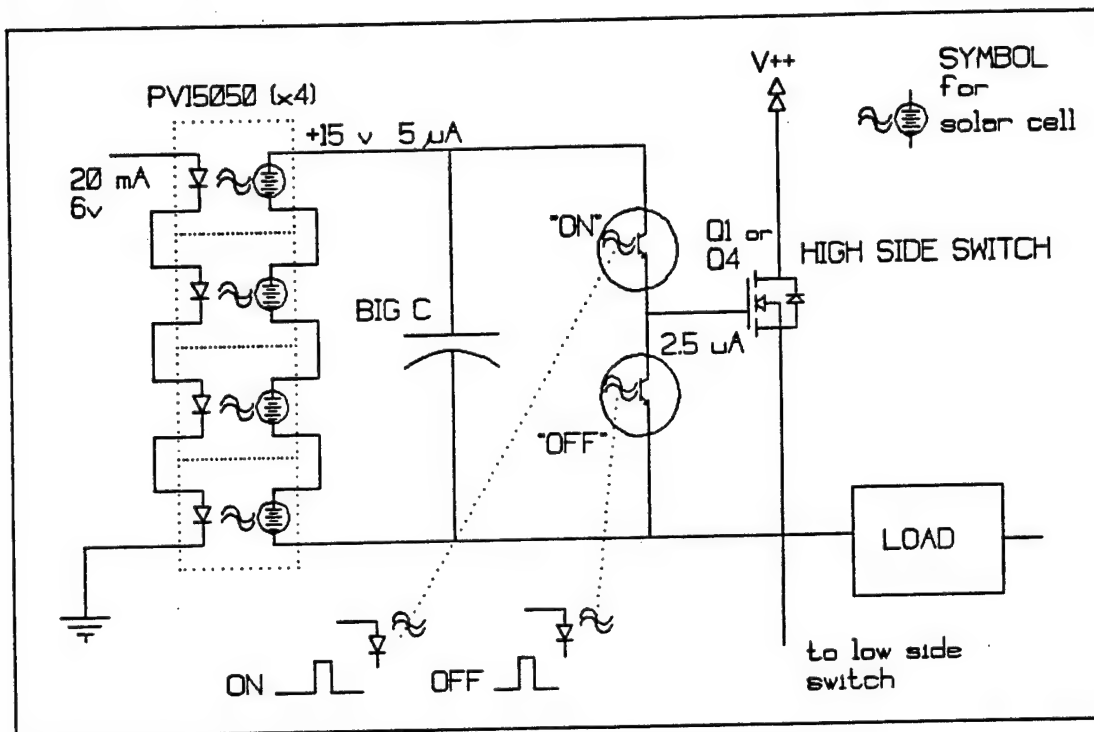 PVI5050 (x4)
+15 v 5 µA
20 mA
6v
BIG C
"ON"
"OFF"
2.5 uA
V++
Q1 or
Q4
HIGH SIDE SWITCH
SYMBOL
for
solar cell
LOAD
to low side
switch
ON
OFF